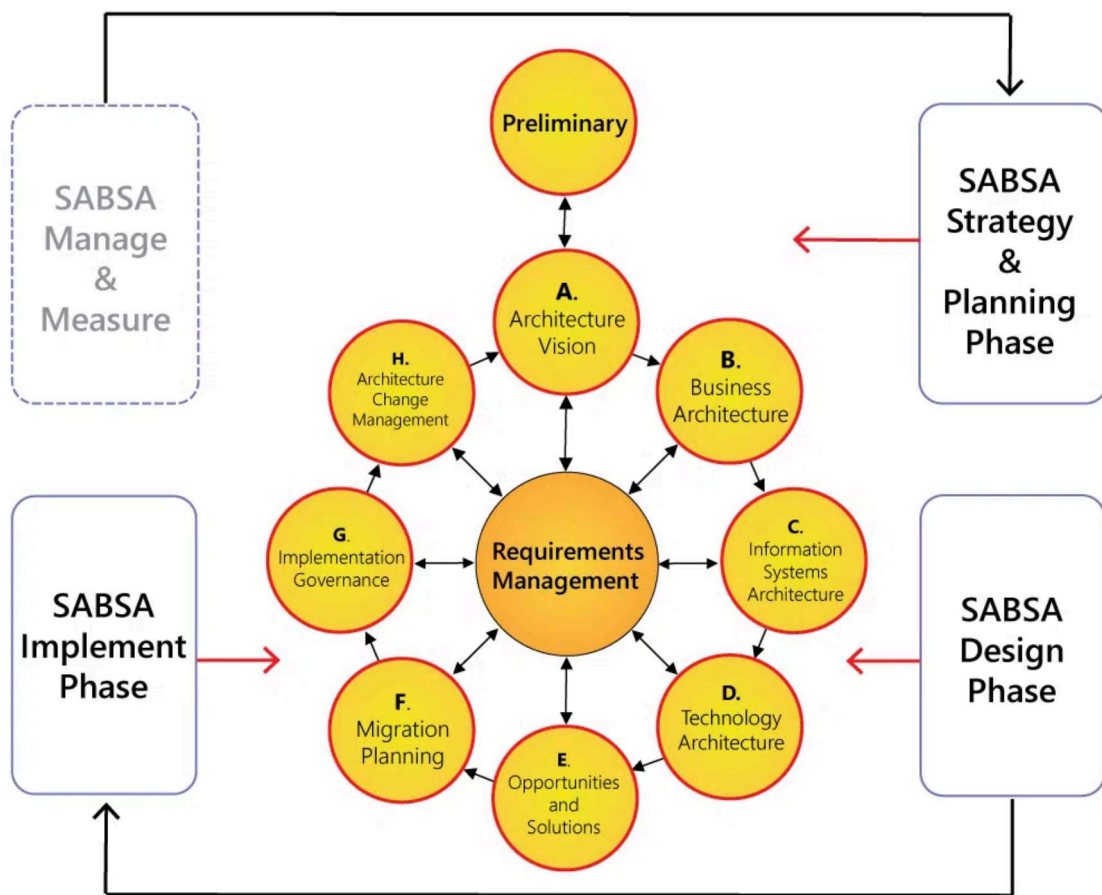 Preliminary
SABSA
Manage
&
Measure
SABSA
Strategy
&
Planning
Phase
A.
Architecture
Vision
H.
Architecture
Change
Management
B.
Business
Architecture
G.
Implementation
Governance
Requirements
Management
C.
Information
Systems
Architecture
SABSA
Implement
Phase
SABSA
Design
Phase
F.
Migration
Planning
D.
Technology
Architecture
E.
Opportunities
and
Solutions